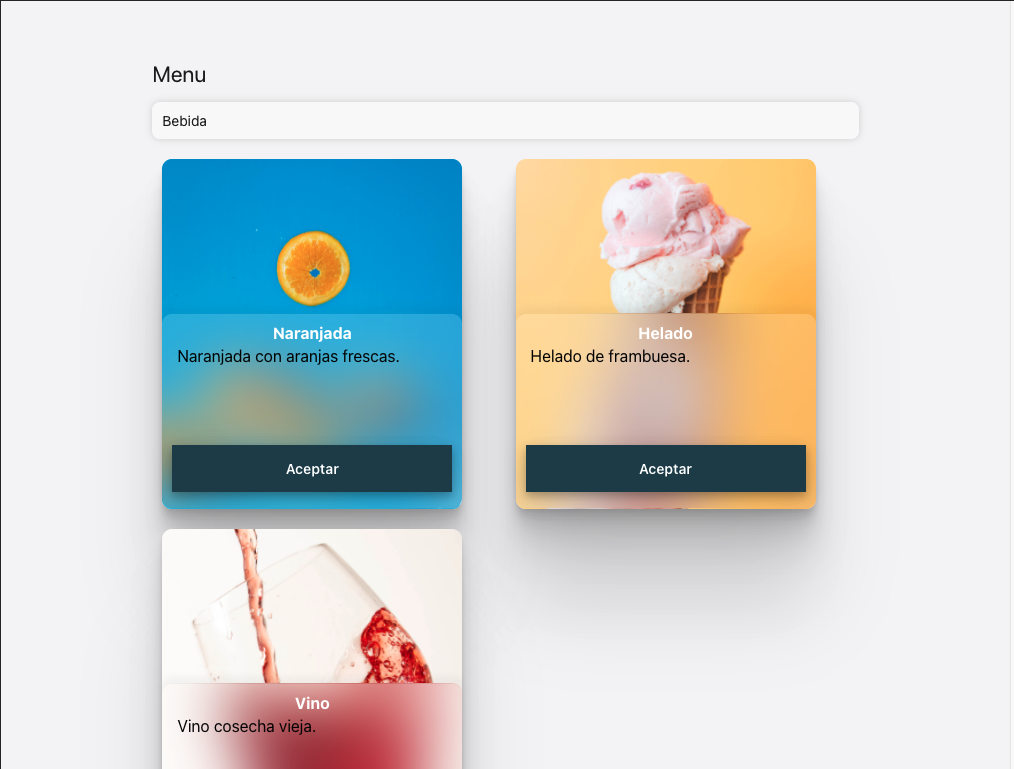 Menu
Bebida
Naranjada
Naranjada con aranjas frescas.
Aceptar
Helado
Helado de frambuesa.
Aceptar
Vino
Vino cosecha vieja.